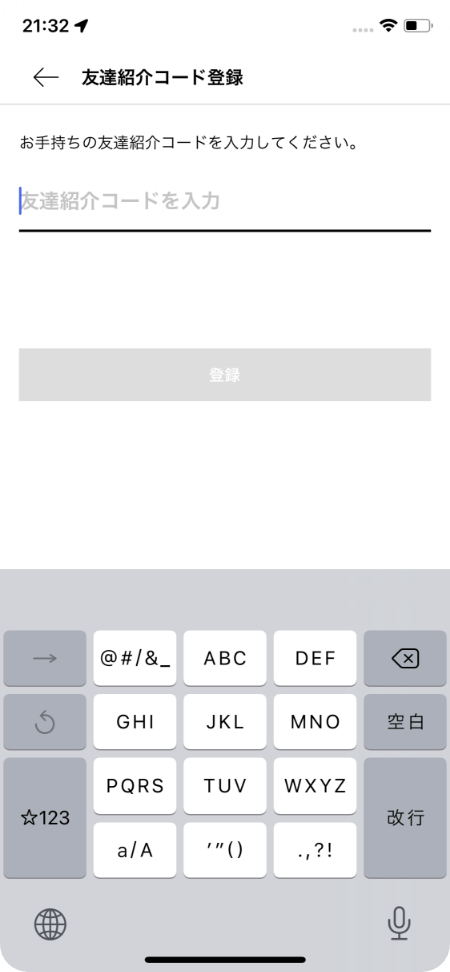 21:32
友達紹介コード登録
お手持ちの友達紹介コードを入力してください。
友達紹介コードを入力
登録
→ @#/&_ ABC DEF
GHI JKL MNO 空白
☆123 PQRS TUV WXYZ 改行
a/A ’”() .,?!